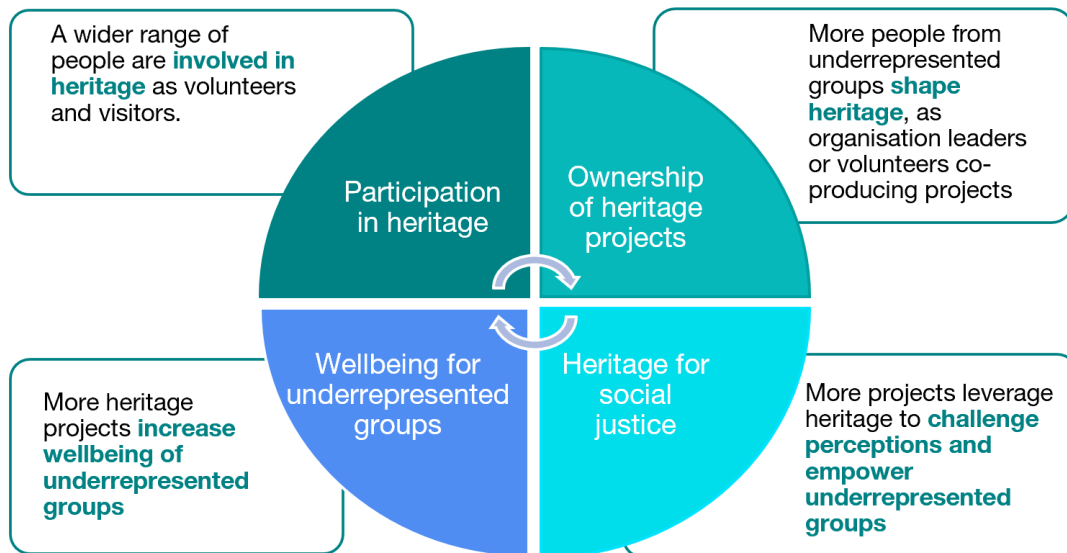 A wider range of
people are involved in
heritage as volunteers
and visitors.
Participation
in heritage
Ownership
of heritage
projects
More people from
underrepresented
groups shape
heritage, as
organisation leaders
or volunteers co-
producing projects
More heritage
projects increase
wellbeing of
underrepresented
groups
Wellbeing for
underrepresented
groups
Heritage for
social
justice
More projects leverage
heritage to challenge
perceptions and
empower
underrepresented
groups